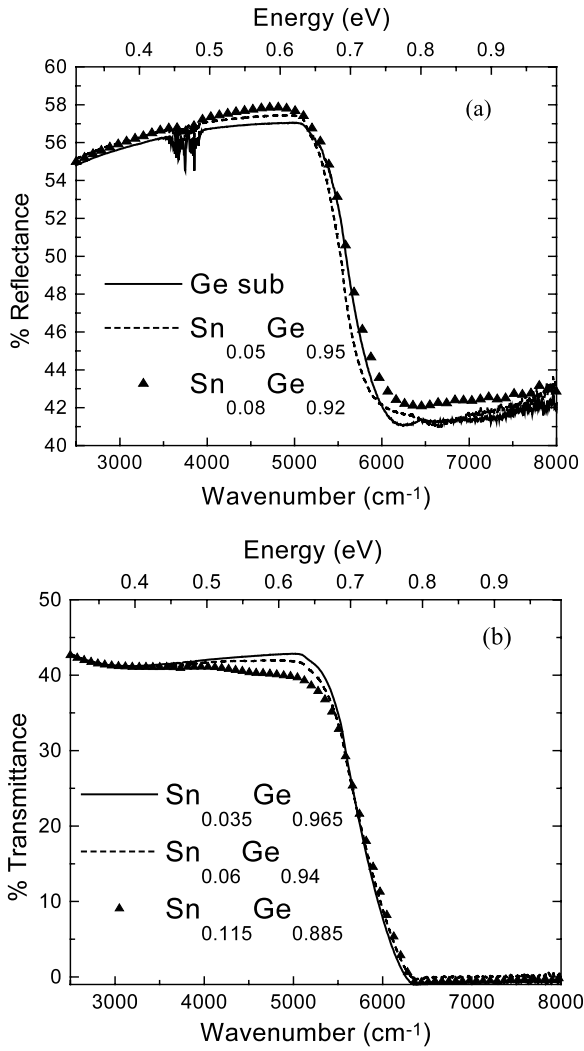 Energy (eV)
0.4 0.5 0.6 0.7 0.8 0.9
60
58
56
54
52
50
48
46
44
42
40
% Reflectance
(a)
Ge sub
Sn0.05Ge0.95
Sn0.08Ge0.92
3000 4000 5000 6000 7000 8000
Wavenumber (cm-1)
Energy (eV)
0.4 0.5 0.6 0.7 0.8 0.9
50
40
30
20
10
0
% Transmittance
(b)
Sn0.035Ge0.965
Sn0.06Ge0.94
Sn0.115Ge0.885
3000 4000 5000 6000 7000 8000
Wavenumber (cm-1)